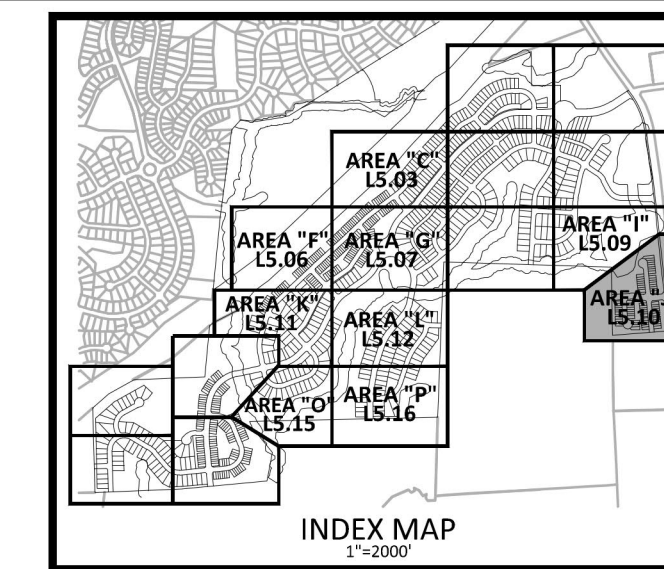 AREA "C"
L5.03
AREA "I"
L5.09
AREA "F"
L5.06
AREA "G"
L5.07
AREA "
L5.10
AREA "K"
L5.11
AREA "L"
L5.12
AREA "O"
L5.15
AREA "P"
L5.16
INDEX MAP
1"=2000'